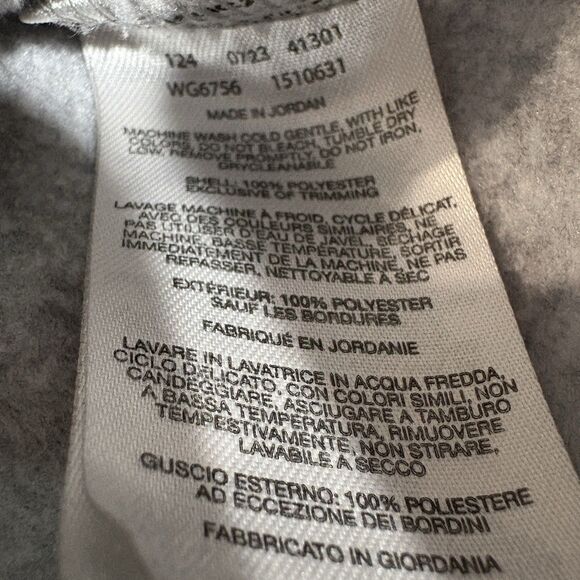 124 0723 41301
WG6756 1510631
MADE IN JORDAN
MACHINE WASH COLD GENTLE, WITH LIKE
COLORS, DO NOT BLEACH, TUMBLE DRY
LOW, REMOVE PROMPTLY, DO NOT IRON,
DRYCLEANABLE
SHELL: 100% POLYESTER
EXCLUSIVE OF TRIMMING
LAVAGE MACHINE À FROID, CYCLE DÉLICAT,
AVEC DES COULEURS SIMILAIRES, NE
PAS UTILISER D'EAU DE JAVEL, SÉCHAGE
MACHINE, BASSE TEMPÉRATURE, SORTIR
IMMÉDIATEMENT DE LA MACHINE, NE PAS
REPASSER, NETTOYABLE À SEC
EXTÉRIEUR: 100% POLYESTER
SAUF LES BORDURES
FABRIQUÉ EN JORDANIE
LAVARE IN LAVATRICE IN ACQUA FREDDA,
CICLO DELICATO, CON COLORI SIMILI, NON
CANDEGGIARE, ASCIUGARE A TAMBURO
A BASSA TEMPERATURA, RIMUOVERE
TEMPESTIVAMENTE, NON STIRARE,
LAVABILE A SECCO
GUSCIO ESTERNO: 100% POLIESTERE
AD ECCEZIONE DEI BORDINI
FABBRICATO IN GIORDANIA